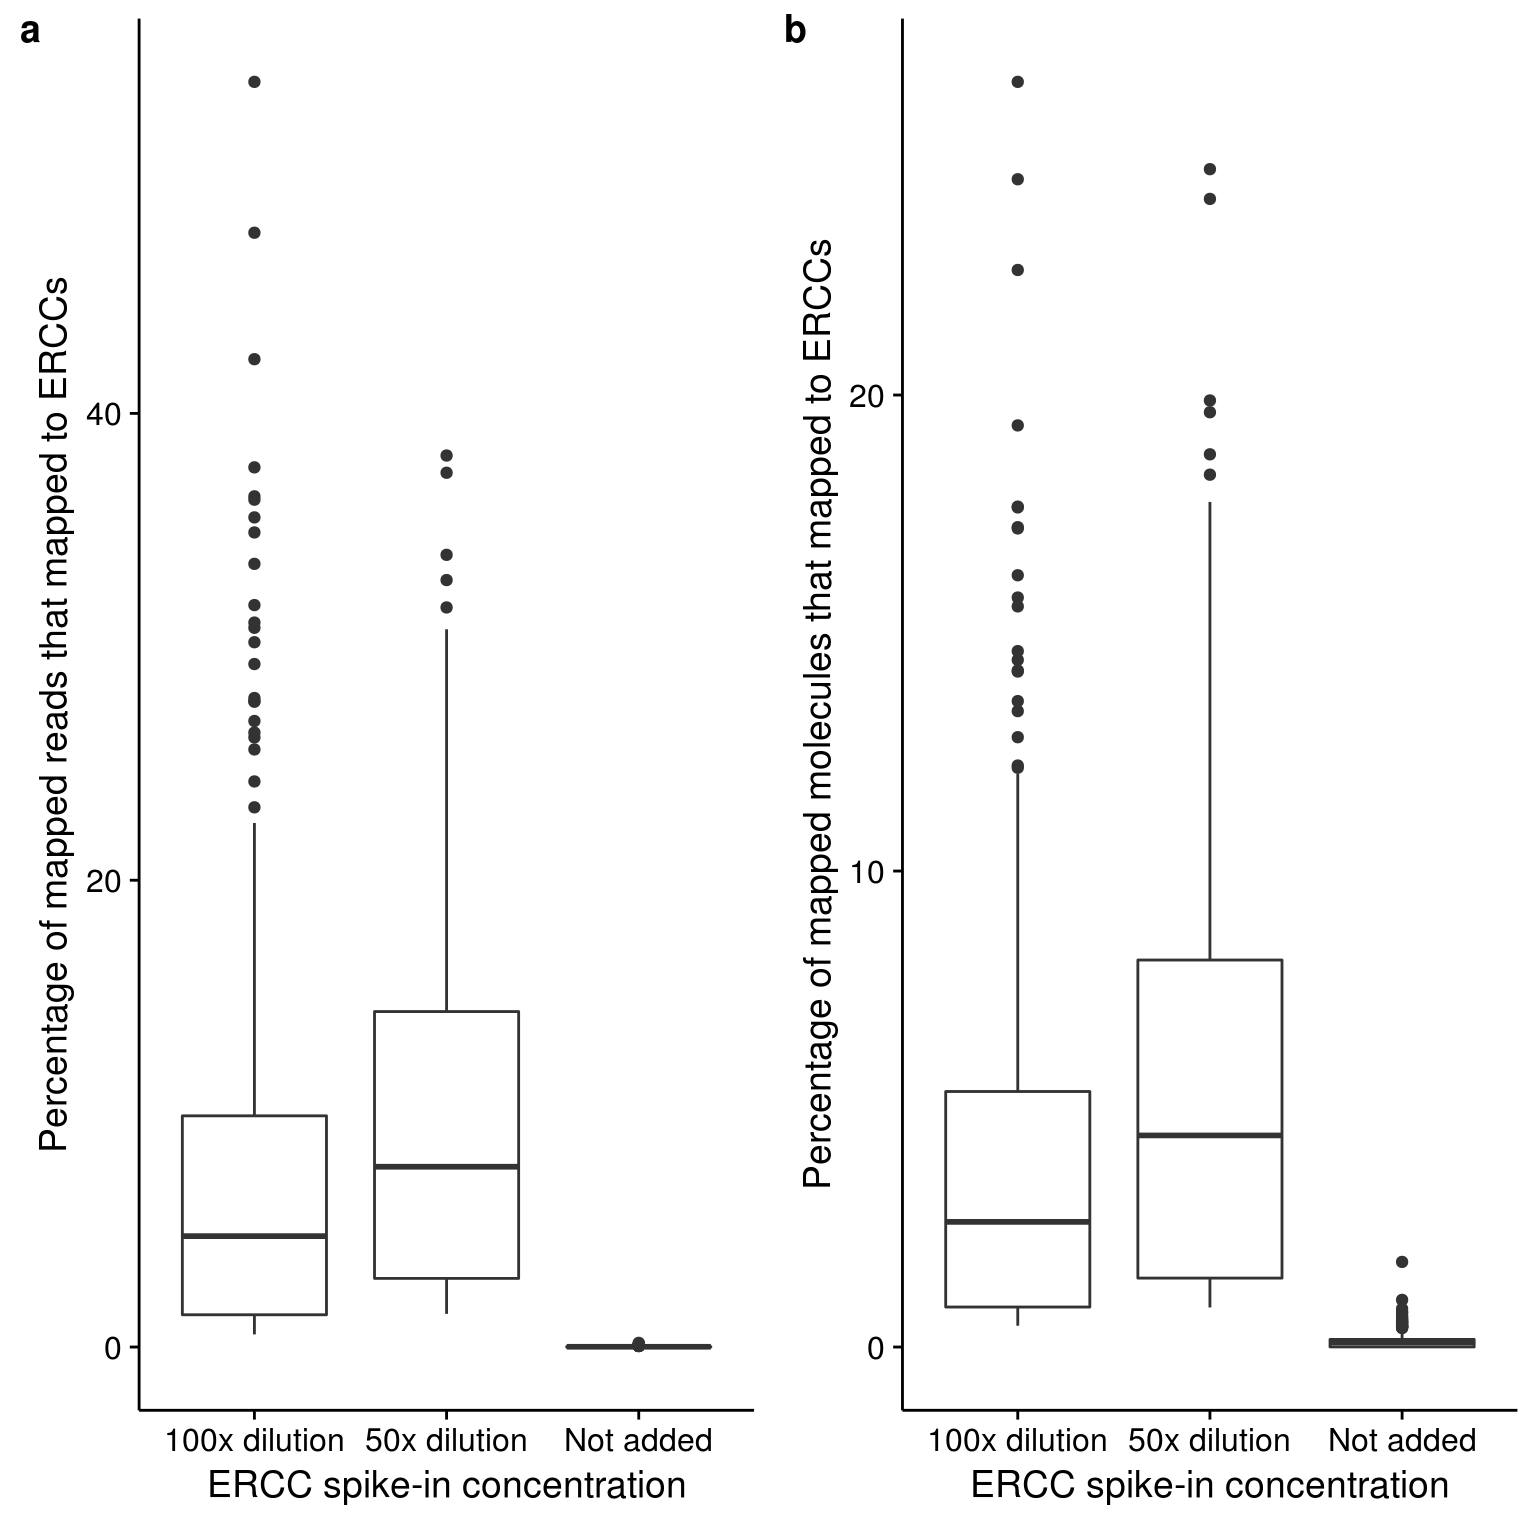 a
Percentage of mapped reads that mapped to ERCCs
40
20
0
100x dilution 50x dilution Not added
ERCC spike-in concentration
b
Percentage of mapped molecules that mapped to ERCCs
20
10
0
100x dilution 50x dilution Not added
ERCC spike-in concentration